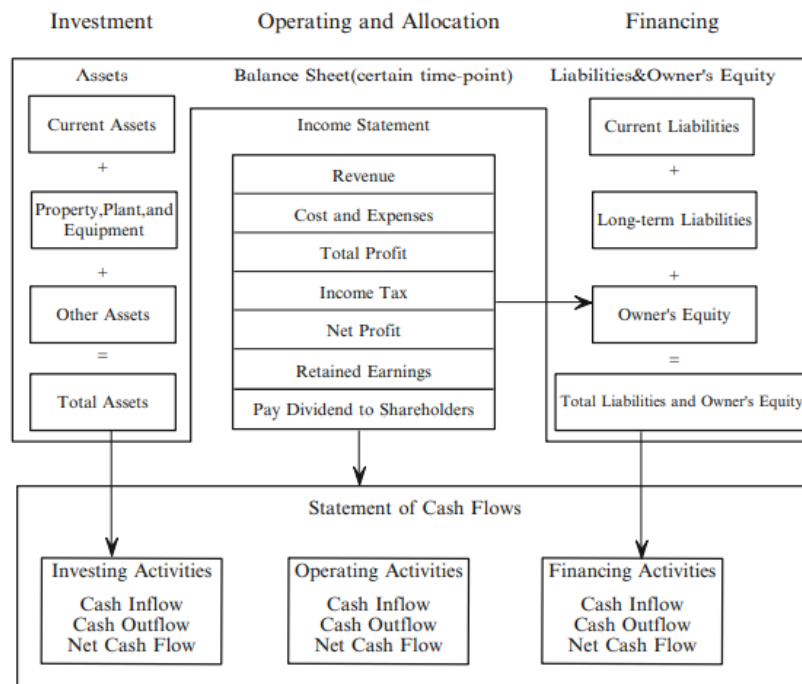 Investment
Operating and Allocation
Financing
Assets
Balance Sheet(certain time-point)
Liabilities&Owner's Equity
Current Assets
+
Property,Plant,and
Equipment
+
Other Assets
=
Total Assets
Income Statement
Revenue
Cost and Expenses
Total Profit
Income Tax
Net Profit
Retained Earnings
Pay Dividend to Shareholders
Current Liabilities
+
Long-term Liabilities
+
Owner's Equity
=
Total Liabilities and Owner's Equity
Statement of Cash Flows
Investing Activities
Cash Inflow
Cash Outflow
Net Cash Flow
Operating Activities
Cash Inflow
Cash Outflow
Net Cash Flow
Financing Activities
Cash Inflow
Cash Outflow
Net Cash Flow